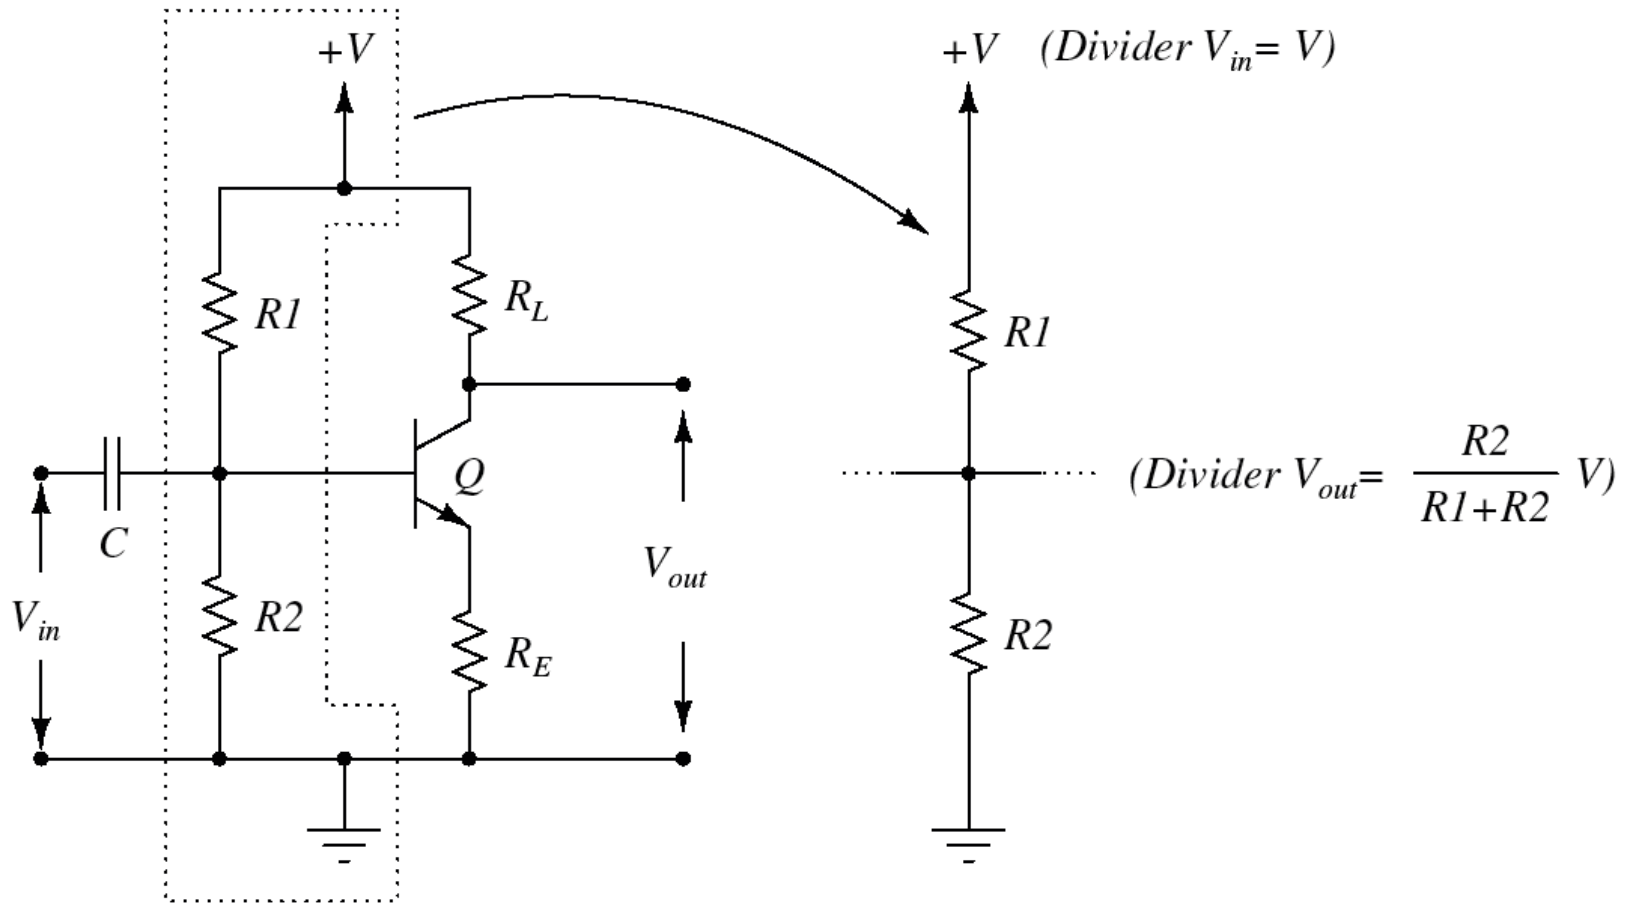 +V
R1
R_L
Q
C
V_in
R2
R_E
V_out
+V (Divider V_in= V)
R1
(Divider V_out= R2/R1+R2 V)
R2